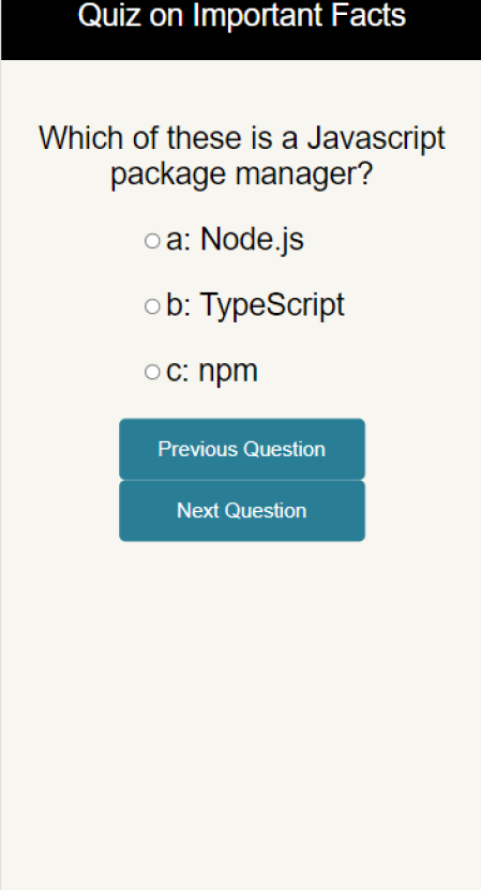 Quiz on Important Facts
Which of these is a Javascript
package manager?
a: Node.js
b: TypeScript
c: npm
Previous Question
Next Question